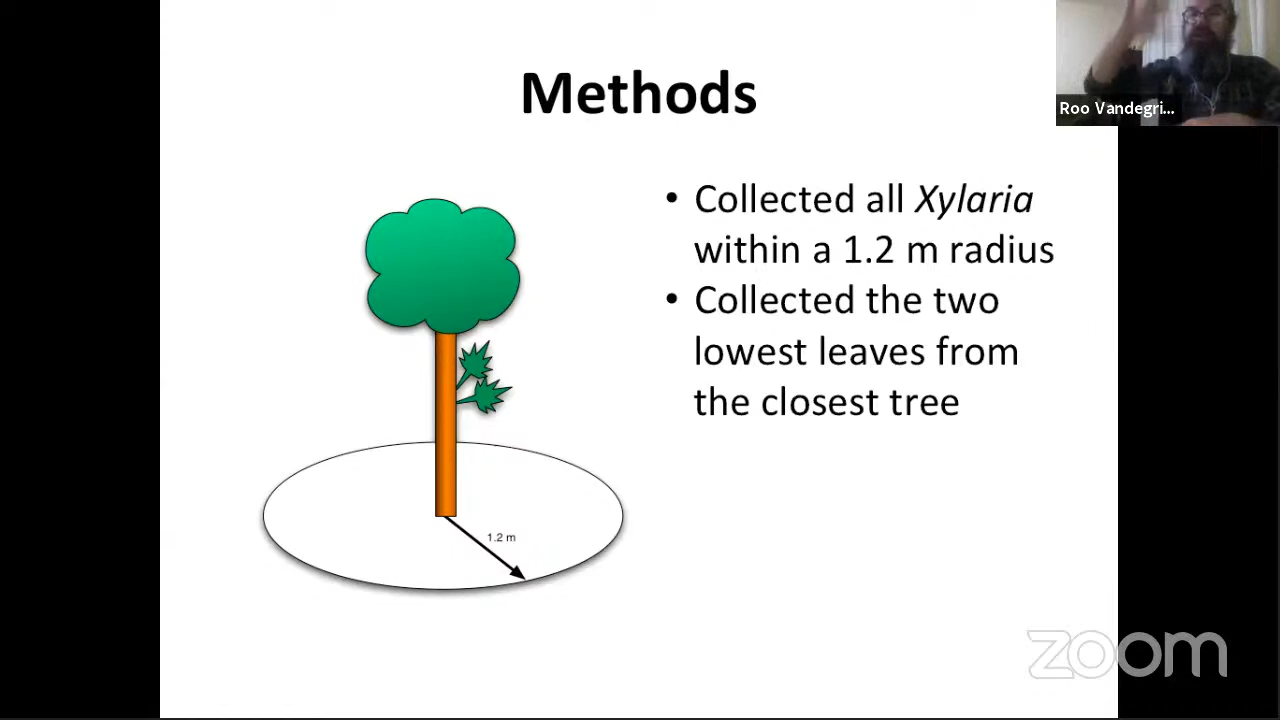 Methods
Roo Vandegri...
• Collected all Xylaria
within a 1.2 m radius
• Collected the two
lowest leaves from
the closest tree
1.2 m
zoom